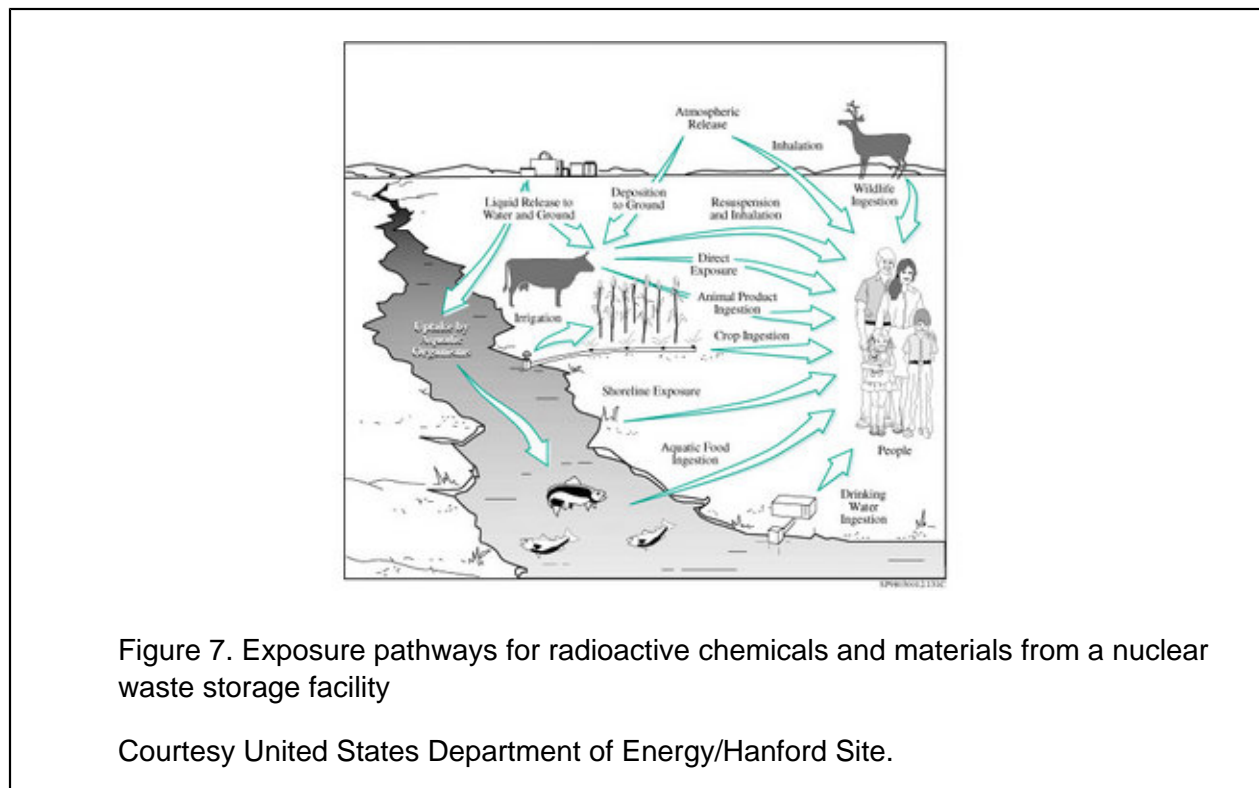 Atmospheric
Release
Inhalation
Liquid Release to
Water and Ground
Deposition
to Ground
Resuspension
and Inhalation
Wildlife
Ingestion
Direct
Exposure
Animal Product
Ingestion
Uptake by
Aquatic
Organisms
Irrigation
Crop Ingestion
Shoreline Exposure
Aquatic Food
Ingestion
People
Drinking
Water
Ingestion
Figure 7. Exposure pathways for radioactive chemicals and materials from a nuclear
waste storage facility
Courtesy United States Department of Energy/Hanford Site.